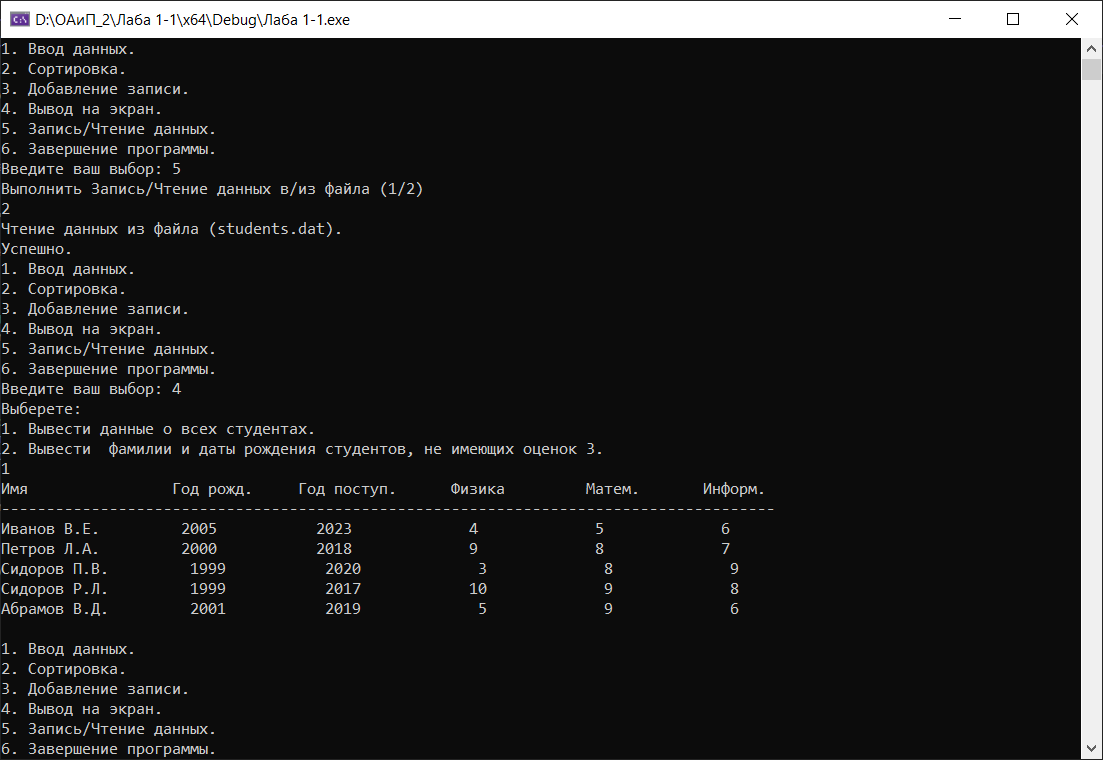 D:\ОАиП_2\Лаба 1-1\x64\Debug\Лаба 1-1.exe
1. Ввод данных.
2. Сортировка.
3. Добавление записи.
4. Вывод на экран.
5. Запись/Чтение данных.
6. Завершение программы.
Введите ваш выбор: 5
Выполнить Запись/Чтение данных в/из файла (1/2)
2
Чтение данных из файла (students.dat).
Успешно.
1. Ввод данных.
2. Сортировка.
3. Добавление записи.
4. Вывод на экран.
5. Запись/Чтение данных.
6. Завершение программы.
Введите ваш выбор: 4
Выберете:
1. Вывести данные о всех студентах.
2. Вывести  фамилии и даты рождения студентов, не имеющих оценок 3.
1
Имя                Год рожд.     Год поступ.      Физика         Матем.       Информ.
--------------------------------------------------------------------------------------
Иванов В.Е.         2005           2023             4             5             6
Петров Л.А.         2000           2018             9             8             7
Сидоров П.В.         1999           2020             3             8             9
Сидоров Р.Л.         1999           2017            10             9             8
Абрамов В.Д.         2001           2019             5             9             6
1. Ввод данных.
2. Сортировка.
3. Добавление записи.
4. Вывод на экран.
5. Запись/Чтение данных.
6. Завершение программы.